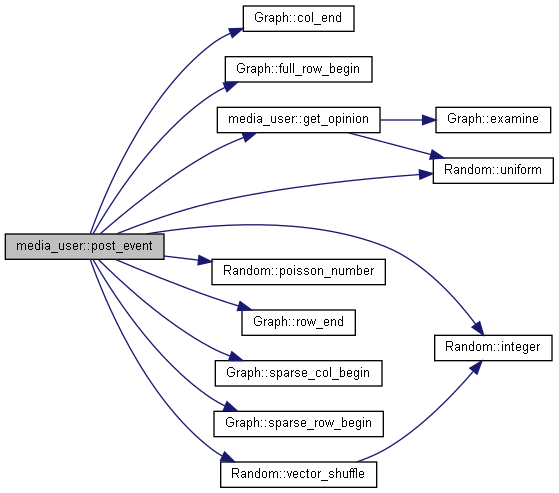 Graph::col_end
Graph::full_row_begin
media_user::get_opinion
Graph::examine
Random::uniform
media_user::post_event
Random::poisson_number
Graph::row_end
Random::integer
Graph::sparse_col_begin
Graph::sparse_row_begin
Random::vector_shuffle